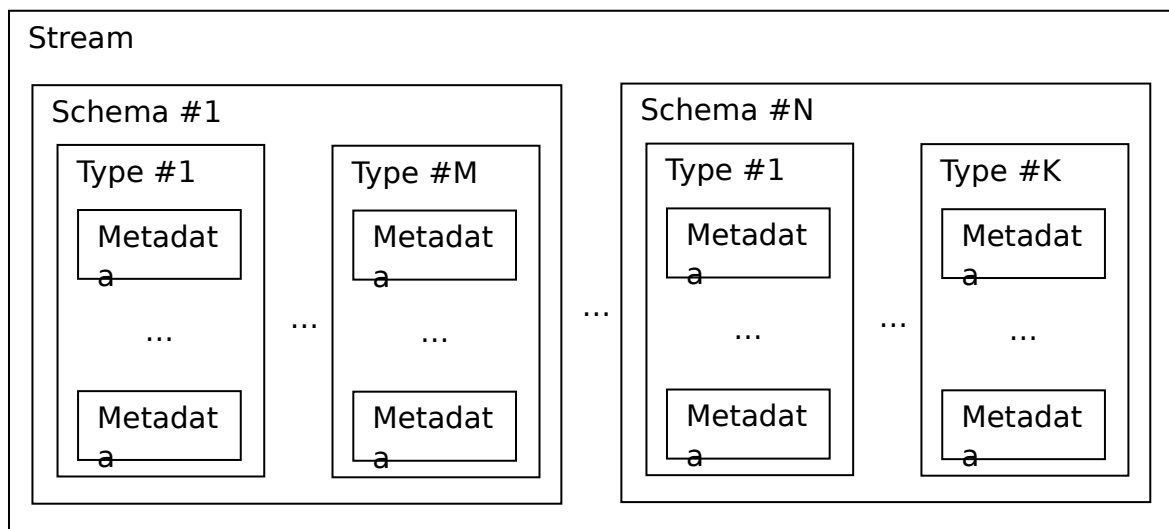 Stream
Schema #1
Type #1
Metadat
a
...
Metadat
a
...
Type #M
Metadat
a
...
Metadat
a
...
Schema #N
Type #1
Metadat
a
...
Metadat
a
...
Type #K
Metadat
a
...
Metadat
a